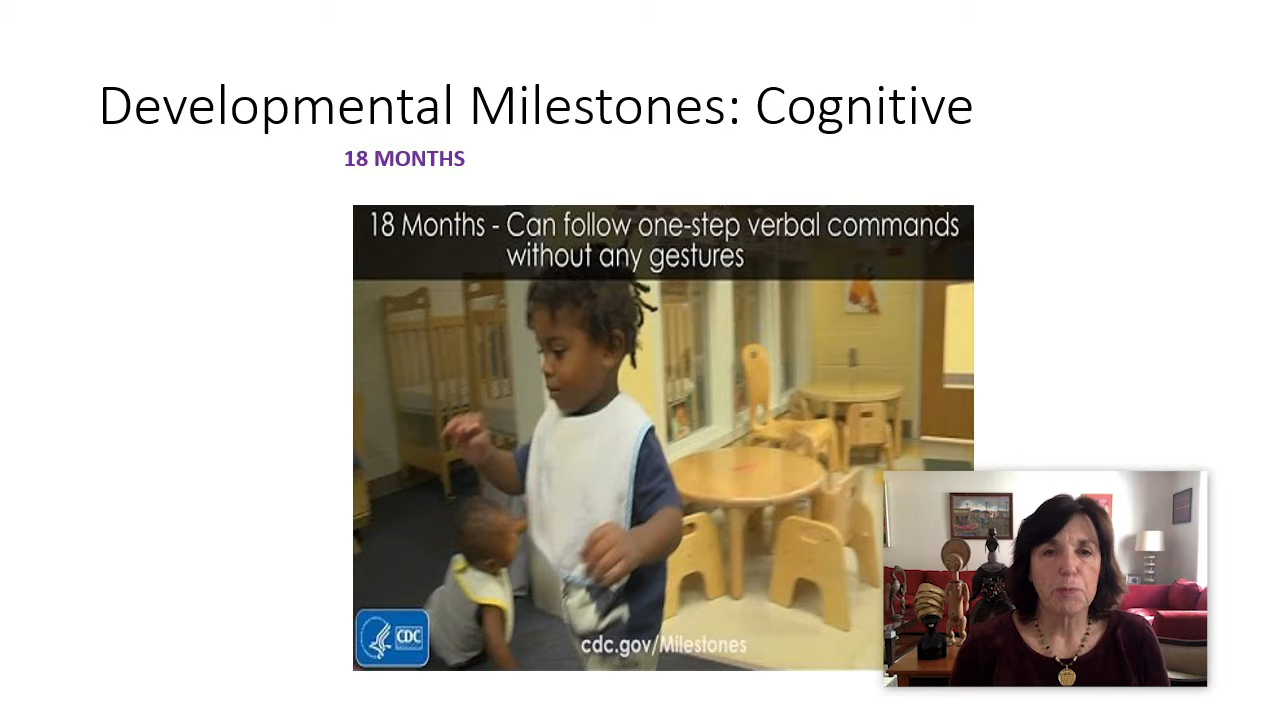 Developmental Milestones: Cognitive
18 MONTHS
18 Months - Can follow one-step verbal commands
without any gestures
CDC
cdc.gov/Milestones